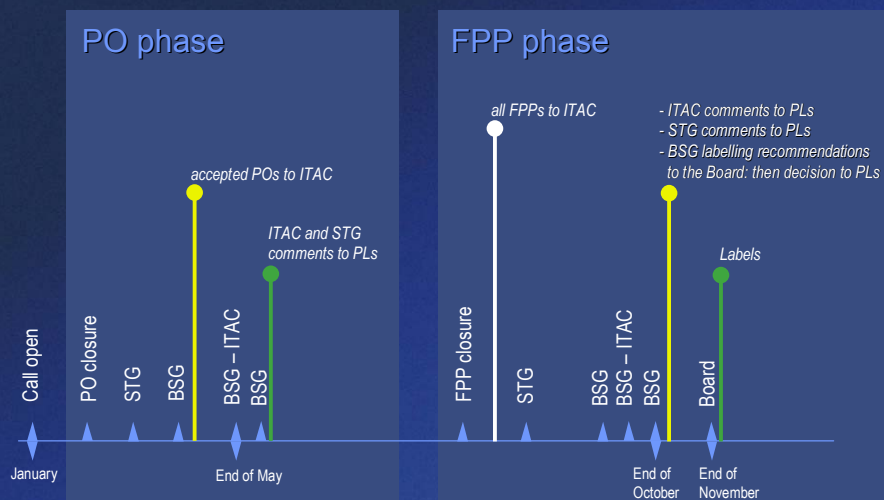 PO phase
FPP phase
all FPPs to ITAC
- ITAC comments to PLs
- STG comments to PLs
- BSG labelling recommendations
to the Board: then decision to PLs
accepted POs to ITAC
ITAC and STG
comments to PLs
Labels
Call open
PO closure
STG
BSG
BSG – ITAC
BSG
FPP closure
STG
BSG
BSG – ITAC
BSG
Board
January
End of May
End of
October
End of
November